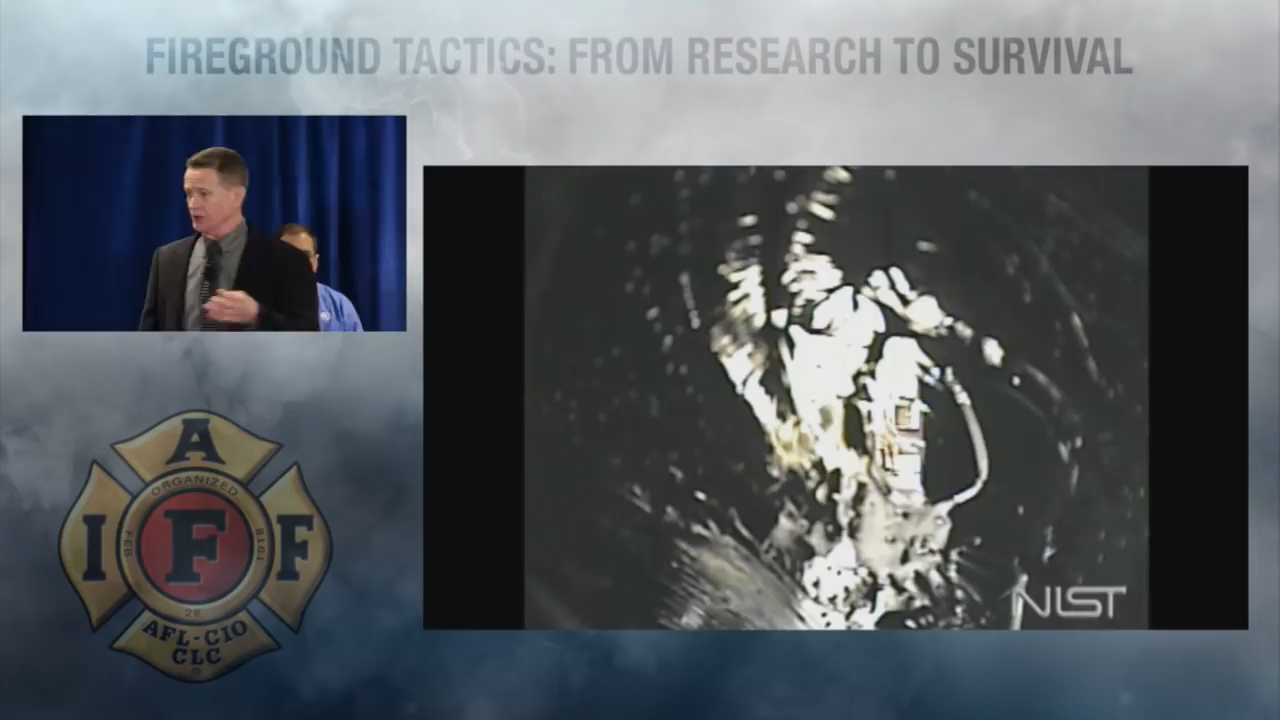 FIREGROUND TACTICS: FROM RESEARCH TO SURVIVAL
A
ORGANIZED
I F F
FEB. 1918
28
AFL-CIO
CLC
NIST